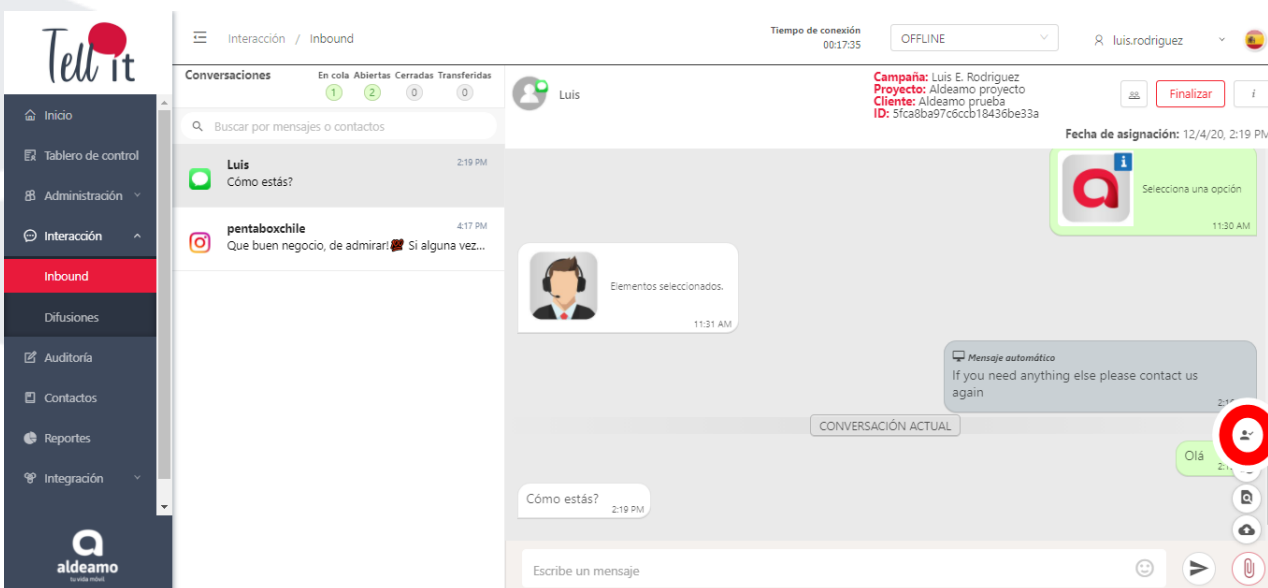 Tell it
Interacción / Inbound
Tiempo de conexión
00:17:35
OFFLINE
luis.rodriguez
Inicio
Tablero de control
Administración
Interacción
Inbound
Difusiones
Auditoría
Contactos
Reportes
Integración
aldeamo
tu vida móvil
Conversaciones
En cola Abiertas Cerradas Transferidas
1 2 0 0
Buscar por mensajes o contactos
Luis 2:19 PM
Cómo estás?
pentaboxchile 4:17 PM
Que buen negocio, de admirar! Si alguna vez...
Luis
Campaña: Luis E. Rodriguez
Proyecto: Aldeamo proyecto
Cliente: Aldeamo prueba
ID: 5fca8ba97c6ccb18436be33a
Finalizar
i
Fecha de asignación: 12/4/20, 2:19 PM
i
Selecciona una opción
11:30 AM
Elementos seleccionados.
11:31 AM
Mensaje automático
If you need anything else please contact us
again
CONVERSACIÓN ACTUAL
Olá
Cómo estás?
2:19 PM
Escribe un mensaje